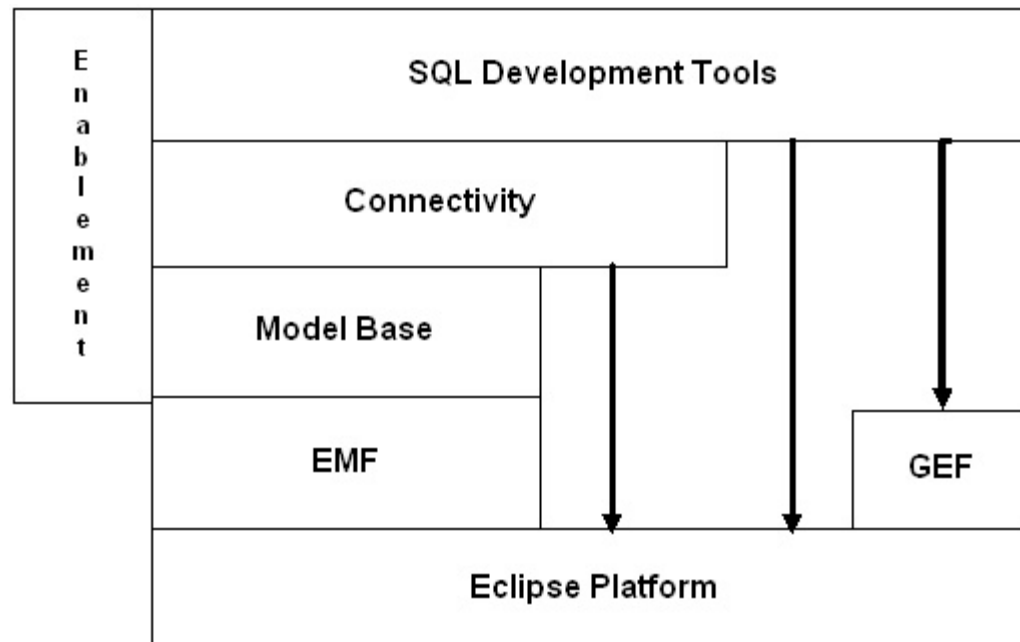 Enablement
SQL Development Tools
Connectivity
Model Base
EMF
GEF
Eclipse Platform